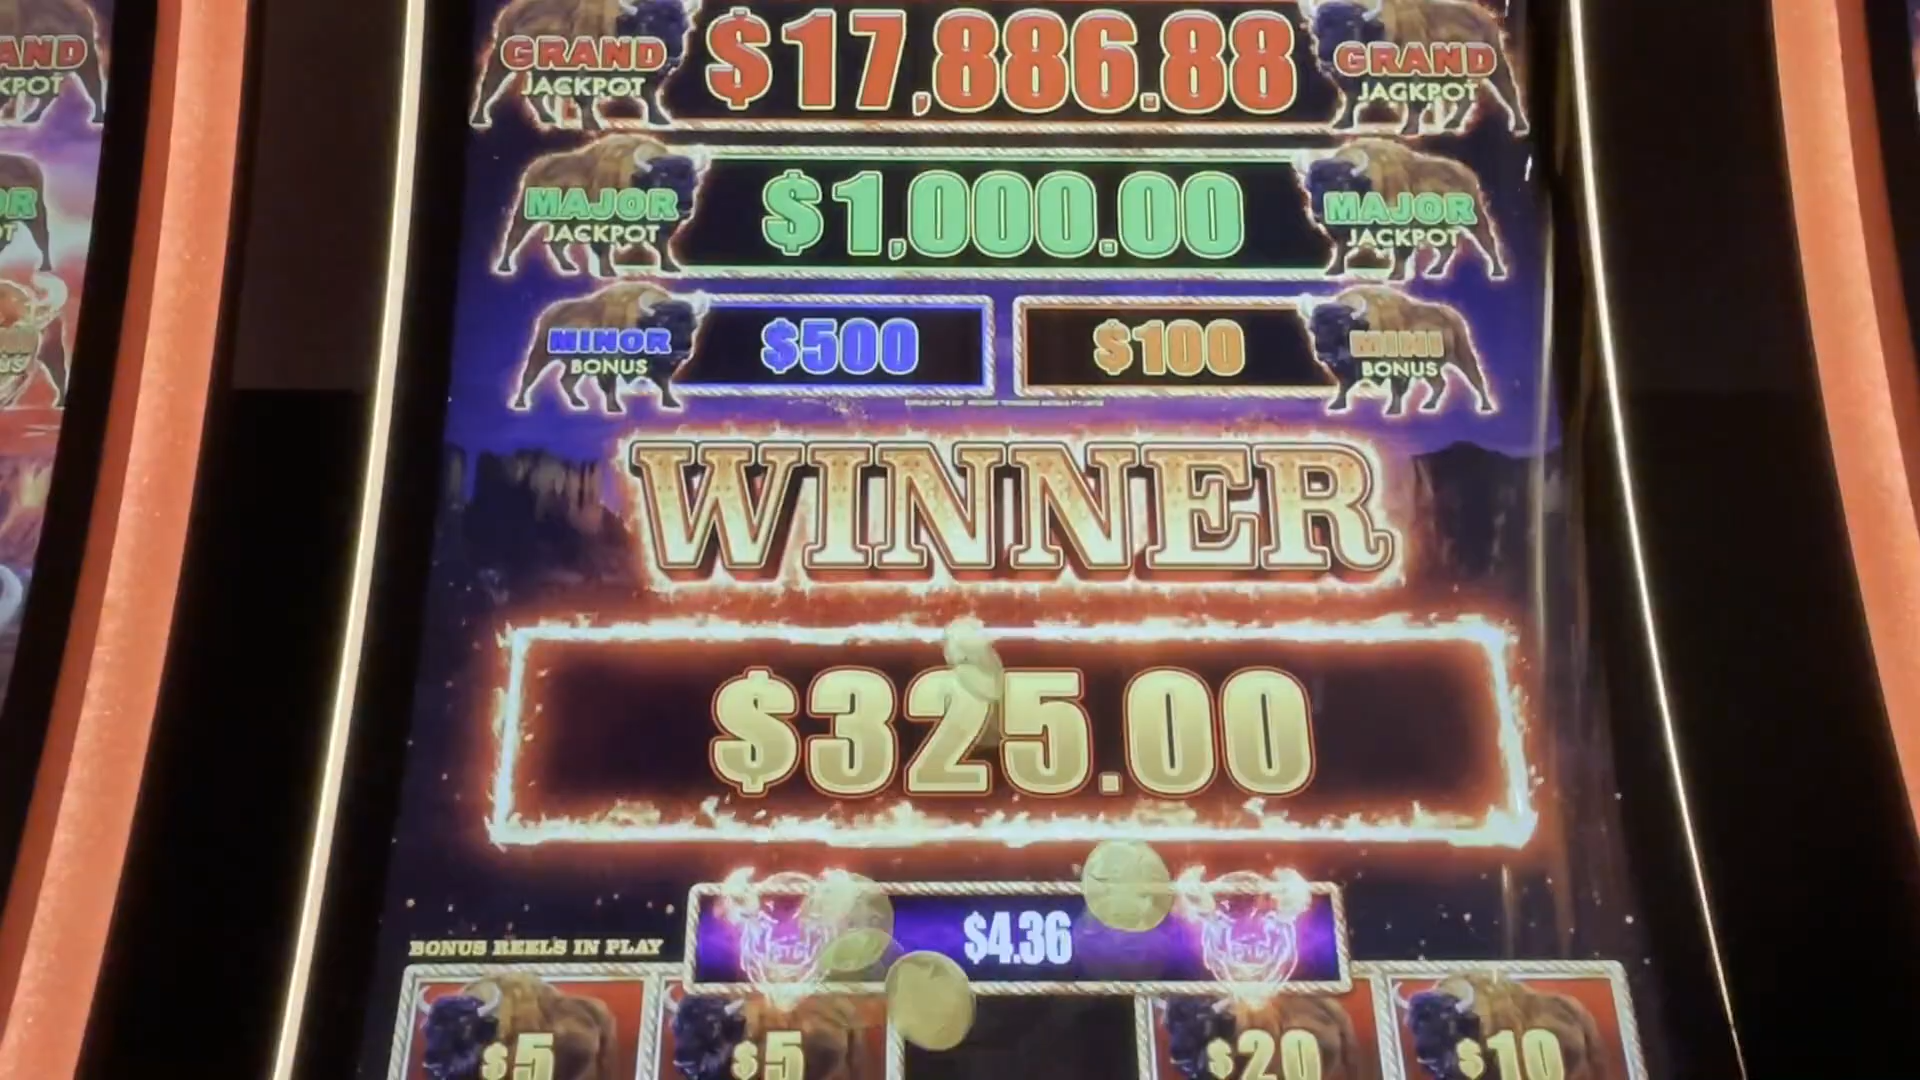 GRAND JACKPOT $17,886.88 GRAND JACKPOT
MAJOR JACKPOT $1,000.00 MAJOR JACKPOT
MINOR BONUS $500 $100 MINI BONUS
WINNER
$325.00
$4.36
BONUS REELS IN PLAY
$5 $5 $20 $10